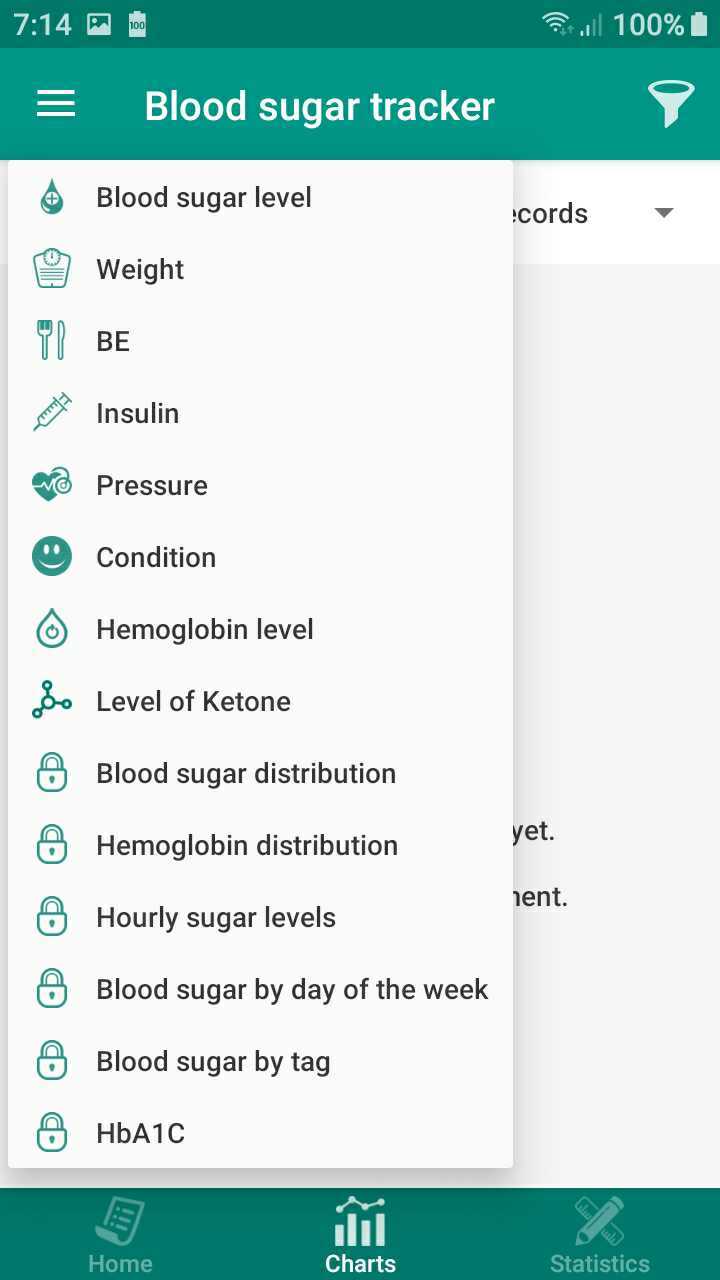 7:14 100 100%
Blood sugar tracker
Blood sugar level
ecords
Weight
BE
Insulin
Pressure
Condition
Hemoglobin level
Level of Ketone
Blood sugar distribution
yet.
Hemoglobin distribution
ent.
Hourly sugar levels
Blood sugar by day of the week
Blood sugar by tag
HbA1C
Home Charts Statistics